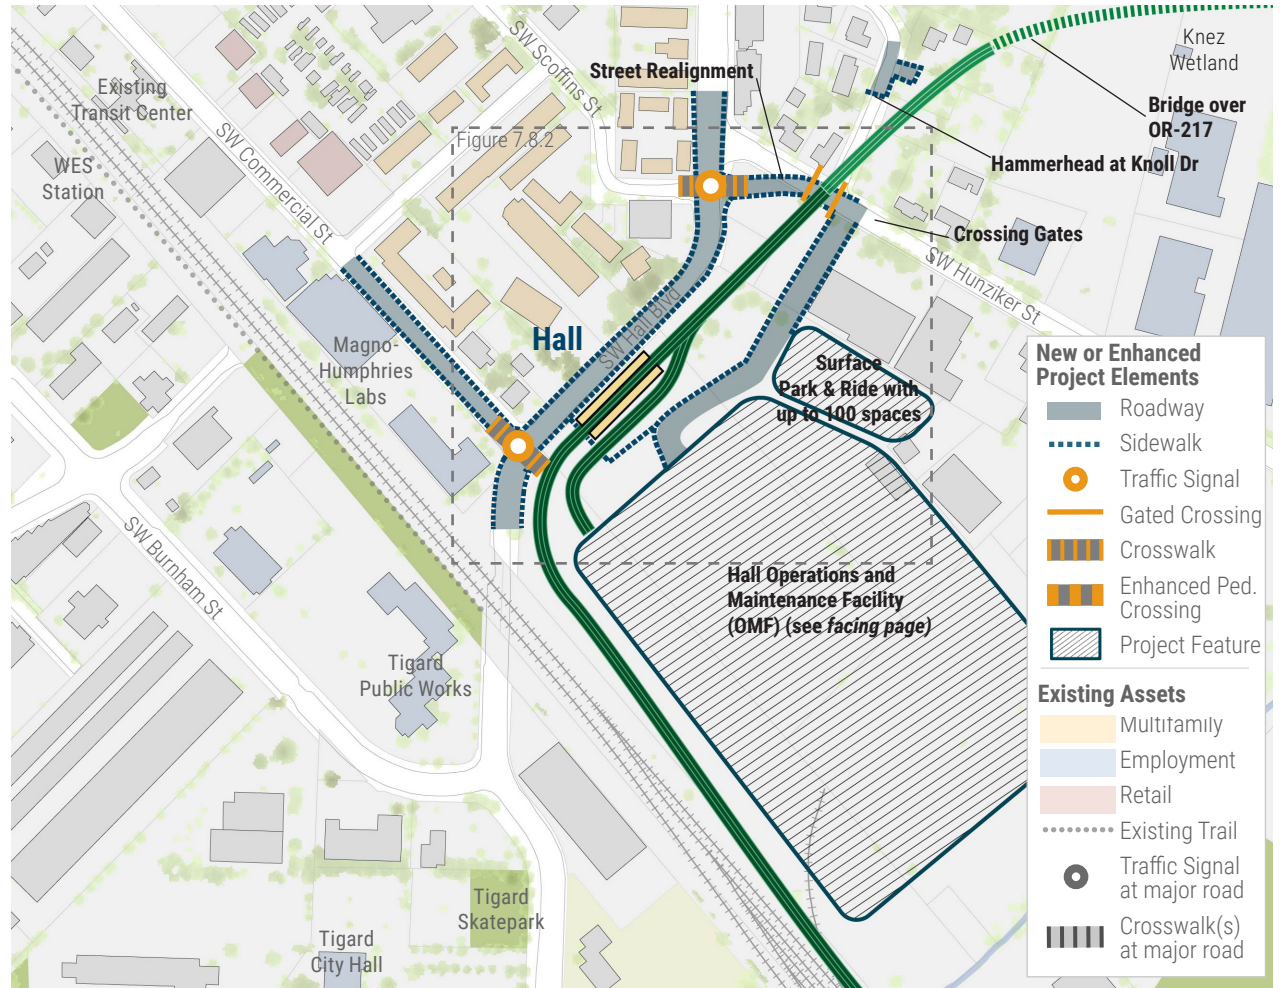 SW Scoffins St
Knez
Wetland
Existing
Transit Center
Street Realignment
Bridge over
OR-217
SW Commercial St
Figure 7.8.2
WES
Station
Hammerhead at Knoll Dr
Crossing Gates
SW Hunziker St
SW Hall Blvd
Hall
Magno-
Humphries
Labs
Surface
Park & Ride with
up to 100 spaces
SW Burnham St
Hall Operations and
Maintenance Facility
(OMF) (see facing page)
Tigard
Public Works
Tigard
Skatepark
Tigard
City Hall
New or Enhanced
Project Elements
Roadway
Sidewalk
Traffic Signal
Gated Crossing
Crosswalk
Enhanced Ped.
Crossing
Project Feature
Existing Assets
Multifamily
Employment
Retail
Existing Trail
Traffic Signal
at major road
Crosswalk(s)
at major road